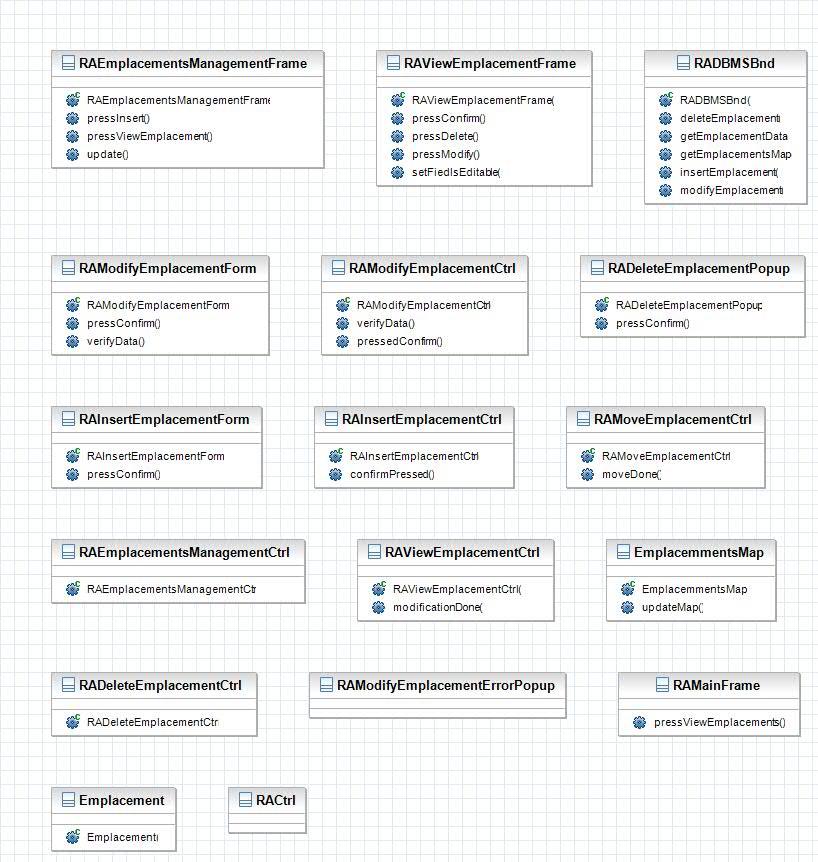 RAEmplacementsManagementFrame
RAEmplacementsManagementFrame
pressInsert()
pressViewEmplacement()
update()
RAViewEmplacementFrame
RAViewEmplacementFrame(
pressConfirm()
pressDelete()
pressModify()
setFiedIsEditable(
RADBMSBnd
RADBMSBnd(
deleteEmplacement(
getEmplacementData
getEmplacementsMap
insertEmplacement(
modifyEmplacement(
RAModifyEmplacementForm
RAModifyEmplacementForm
pressConfirm()
verifyData()
RAModifyEmplacementCtrl
RAModifyEmplacementCtrl
verifyData()
pressedConfirm()
RADeleteEmplacementPopup
RADeleteEmplacementPopup
pressConfirm()
RAInsertEmplacementForm
RAInsertEmplacementForm
pressConfirm()
RAInsertEmplacementCtrl
RAInsertEmplacementCtrl
confirmPressed()
RAMoveEmplacementCtrl
RAMoveEmplacementCtrl
moveDone(
RAEmplacementsManagementCtrl
RAEmplacementsManagementCtr
RAViewEmplacementCtrl
RAViewEmplacementCtrl(
modificationDone(
EmplacemmentsMap
EmplacemmentsMap
updateMap(
RADeleteEmplacementCtrl
RADeleteEmplacementCtrl
RAModifyEmplacementErrorPopup
RAMainFrame
pressViewEmplacements()
Emplacement
Emplacement(
RACtrl